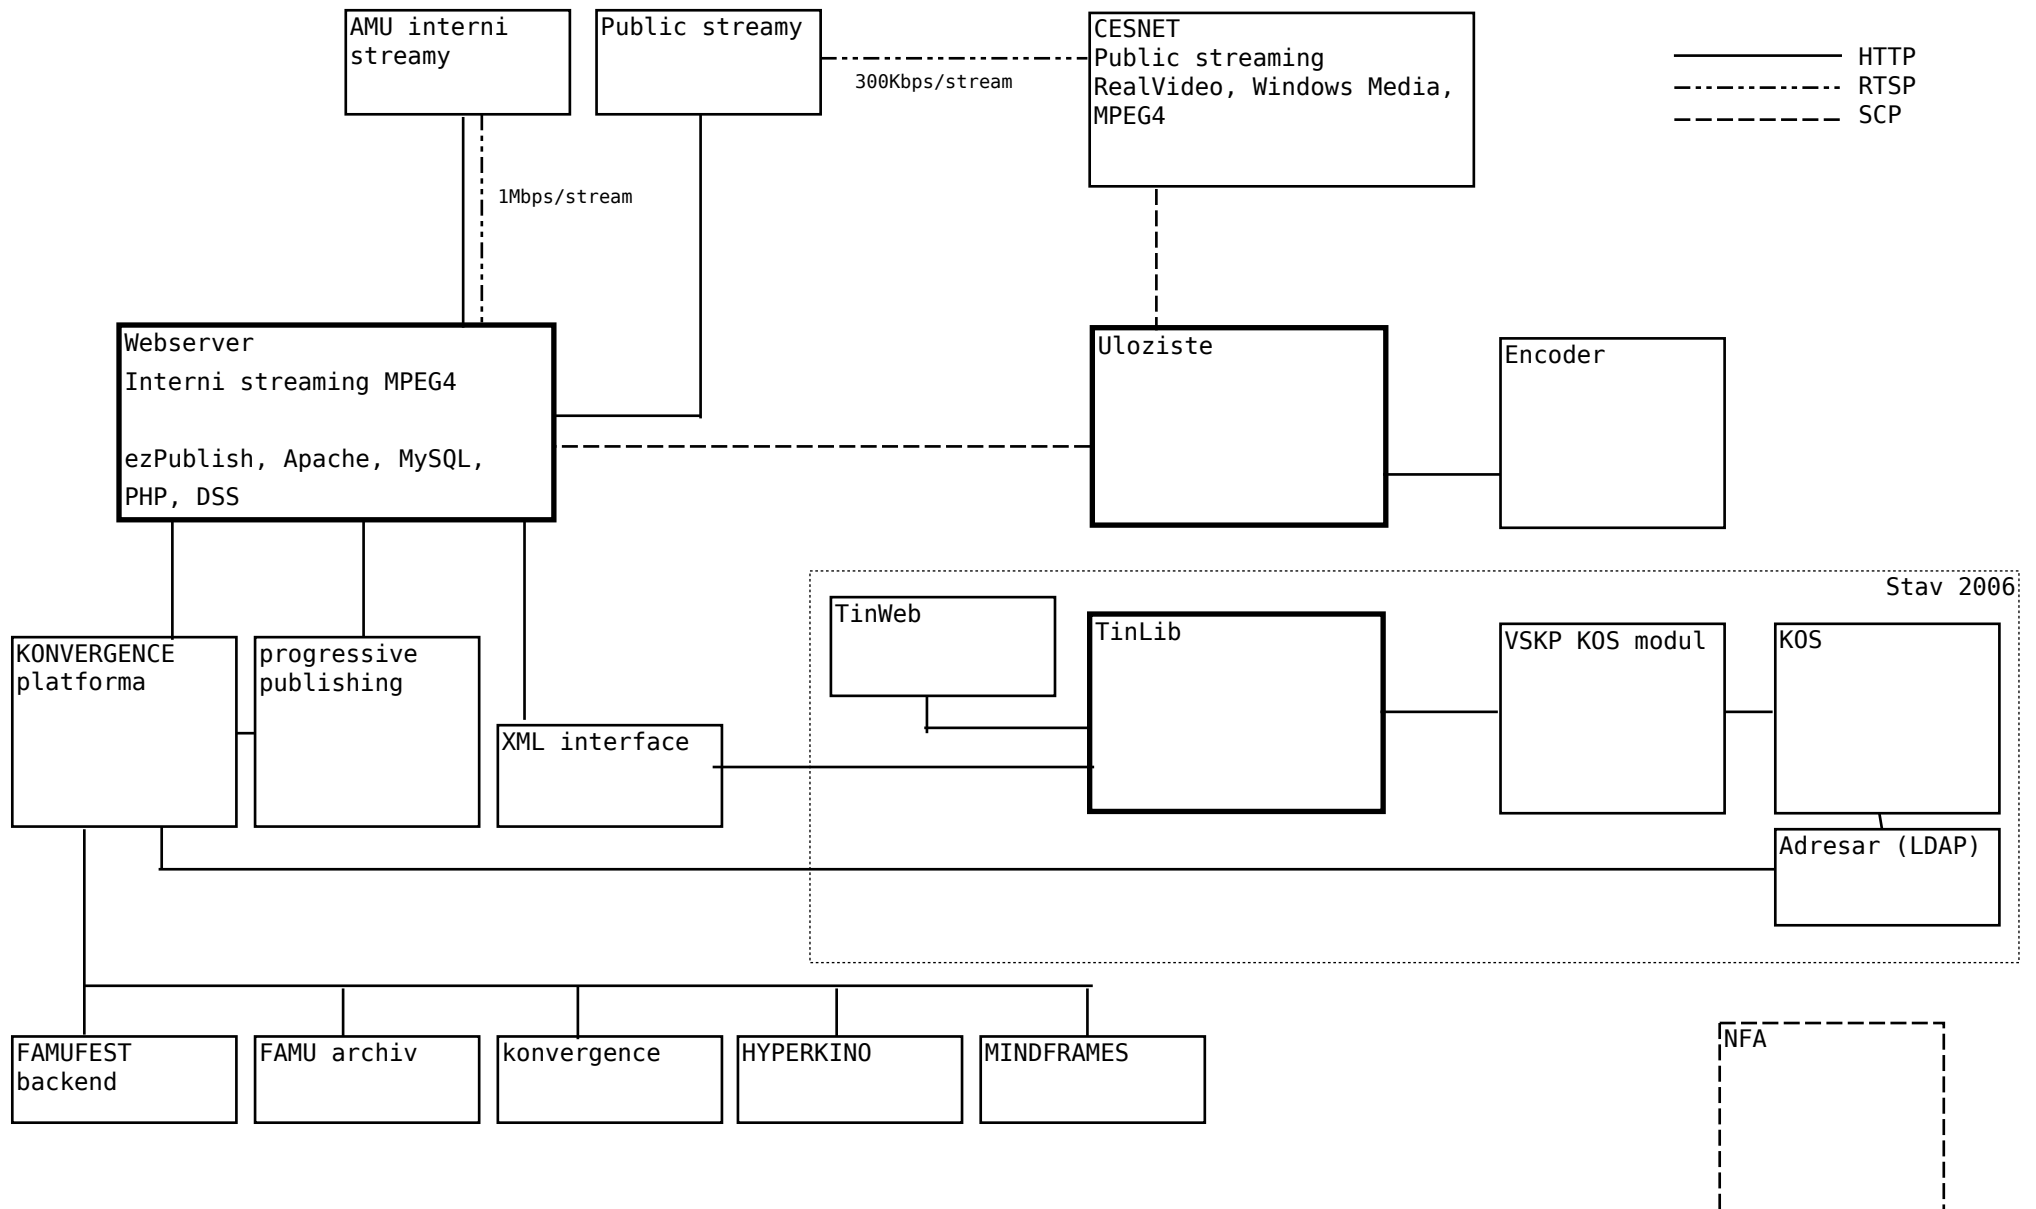 AMU interni
streamy
Public streamy
300Kbps/stream
CESNET
Public streaming
RealVideo, Windows Media,
MPEG4
HTTP
RTSP
SCP
1Mbps/stream
Webserver
Interni streaming MPEG4
ezPublish, Apache, MySQL,
PHP, DSS
Uloziste
Encoder
Stav 2006
TinWeb
TinLib
VSKP KOS modul
KOS
KONVERGENCE
platforma
progressive
publishing
XML interface
Adresar (LDAP)
FAMUFEST
backend
FAMU archiv
konvergence
HYPERKINO
MINDFRAMES
NFA